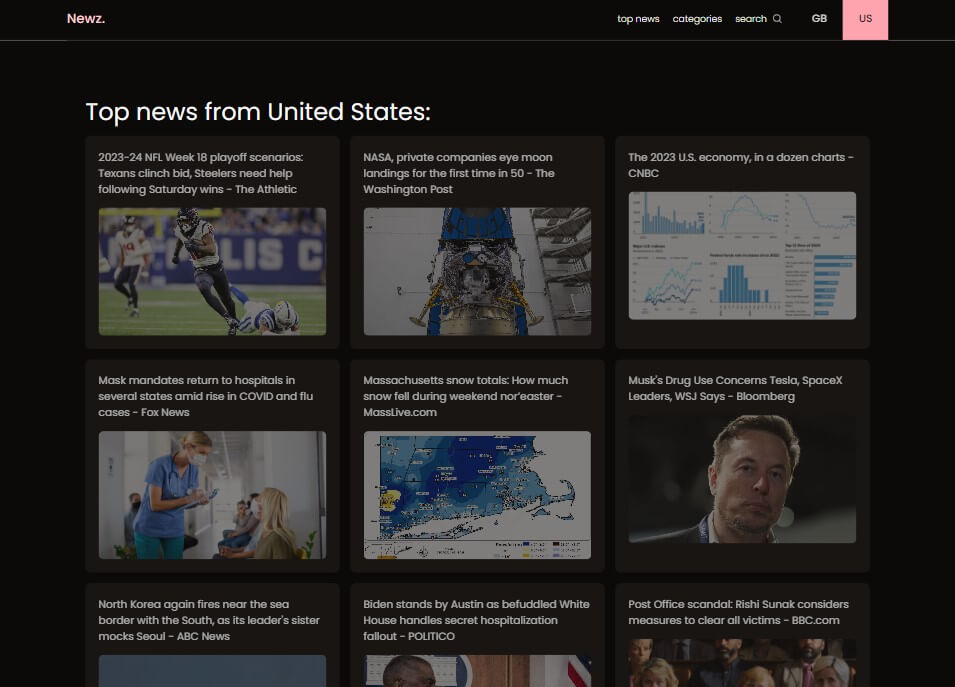 Newz.
top news categories search GB US
Top news from United States:
2023-24 NFL Week 18 playoff scenarios:
Texans clinch bid, Steelers need help
following Saturday wins - The Athletic
NASA, private companies eye moon
landings for the first time in 50 - The
Washington Post
The 2023 U.S. economy, in a dozen charts -
CNBC
Mask mandates return to hospitals in
several states amid rise in COVID and flu
cases - Fox News
Massachusetts snow totals: How much
snow fell during weekend nor'easter -
MassLive.com
Musk's Drug Use Concerns Tesla, SpaceX
Leaders, WSJ Says - Bloomberg
North Korea again fires near the sea
border with the South, as its leader's sister
mocks Seoul - ABC News
Biden stands by Austin as befuddled White
House handles secret hospitalization
fallout - POLITICO
Post Office scandal: Rishi Sunak considers
measures to clear all victims - BBC.com